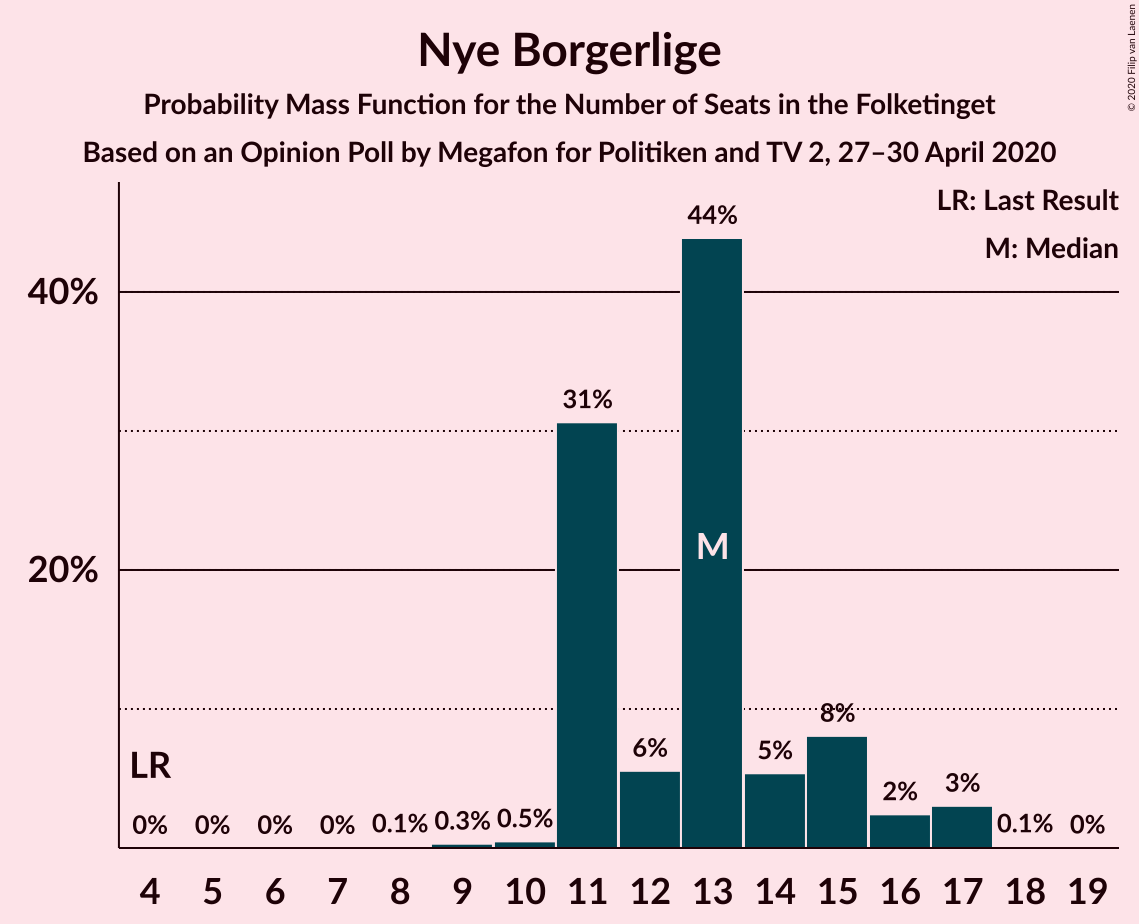 Nye Borgerlige
Probability Mass Function for the Number of Seats in the Folketinget
Based on an Opinion Poll by Megafon for Politiken and TV 2, 27–30 April 2020
© 2020 Filip van Laenen
LR: Last Result
M: Median
40%
20%
44%
31%
M
8%
6%
5%
LR
2%
3%
0%
0%
0%
0%
0.1%
0.3%
0.5%
0.1%
0%
4 5 6 7 8 9 10 11 12 13 14 15 16 17 18 19